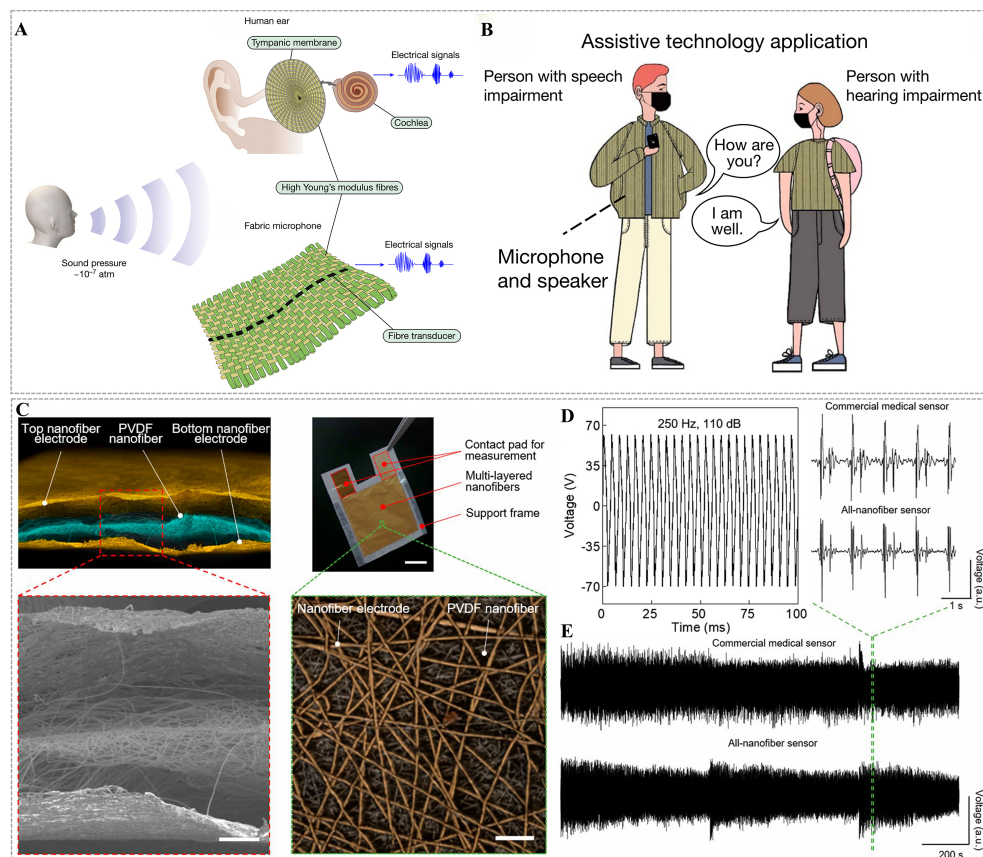 A
Human ear
Tympanic membrane
Electrical signals
Cochlea
High Young's modulus fibres
Fabric microphone
Electrical signals
Sound pressure
~10⁻⁷ atm
Fibre transducer
B
Assistive technology application
Person with speech
impairment
Person with
hearing impairment
How are
you?
I am
well.
Microphone
and speaker
C
Top nanofiber
electrode
PVDF
nanofiber
Bottom nanofiber
electrode
Contact pad for
measurement
Multi-layered
nanofibers
Support frame
Nanofiber electrode
PVDF nanofiber
D
250 Hz, 110 dB
Voltage (V)
70
35
0
-35
-70
0
25
50
75
100
Time (ms)
Commercial medical sensor
All-nanofiber sensor
Voltage (a.u.)
1 s
E
Commercial medical sensor
All-nanofiber sensor
Voltage (a.u.)
200 s